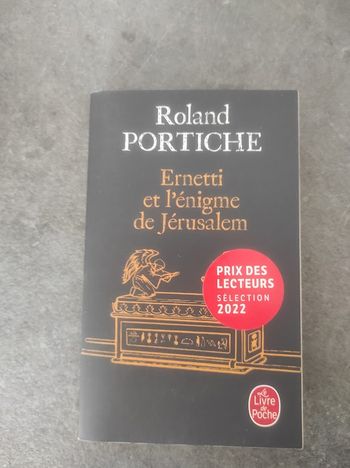 Roland
PORTICHE
Ernetti
et l'énigme
de Jérusalem
PRIX DES
LECTEURS
SÉLECTION
2022
Le
Livre
de
Poche